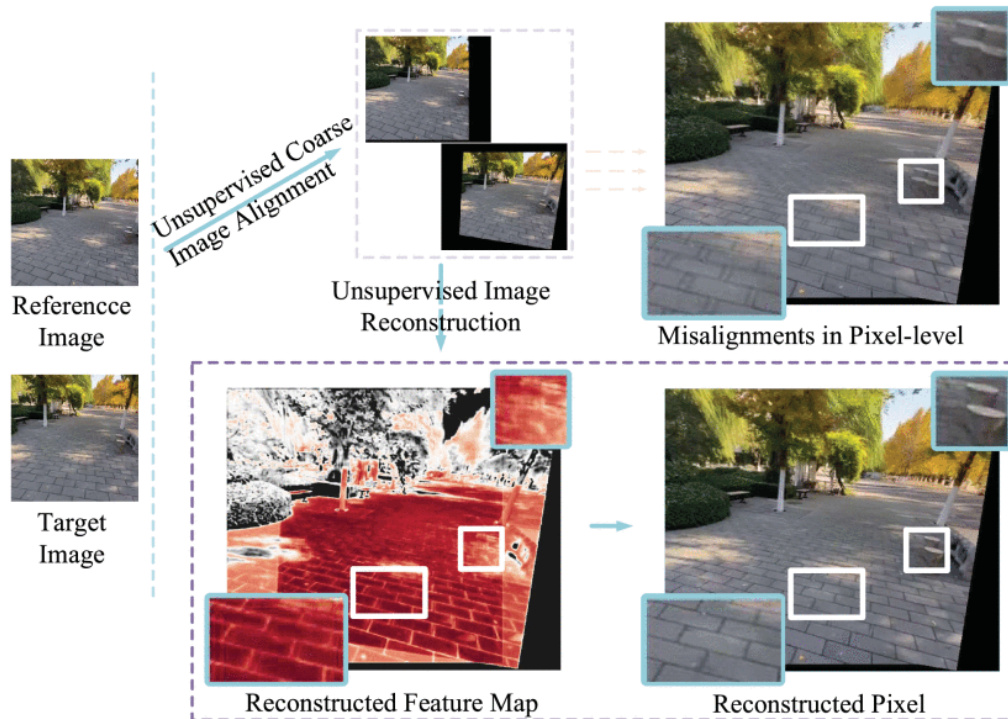 Referencce
Image
Target
Image
Unsupervised Coarse
Image Alignment
Unsupervised Image
Reconstruction
Misalignments in Pixel-level
Reconstructed Feature Map
Reconstructed Pixel